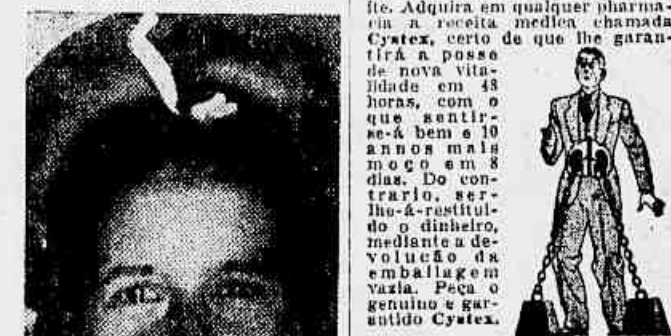 ite. Adquira em qualquer pharma-
cia a receita medica chamada
Cystex, certo de que lhe garan-
tirá a posse
de nova vita-
lidade em 48
horas, com o
que sentir-
se-á bem e 10
annos mais
moço em 8
dias. Do con-
trario, ser-
lhe-á-restitui-
do o dinheiro,
mediante a de-
volução da
emballagem
vazia. Peça o
genuino e gar-
antido Cystex.